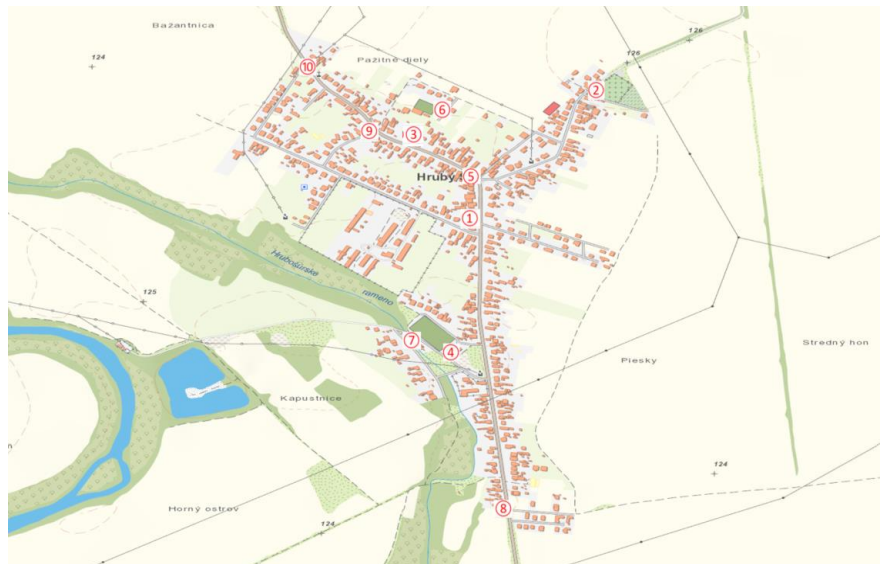 Bažantnica
124
Pažitné diely
126
126
⑩
②
⑥
⑨
③
Hrubý
⑤
①
Hrubošúrske
rameno
125
⑦
④
Stredný hon
Piesky
Kapustnice
124
Horný ostrov
⑧
124